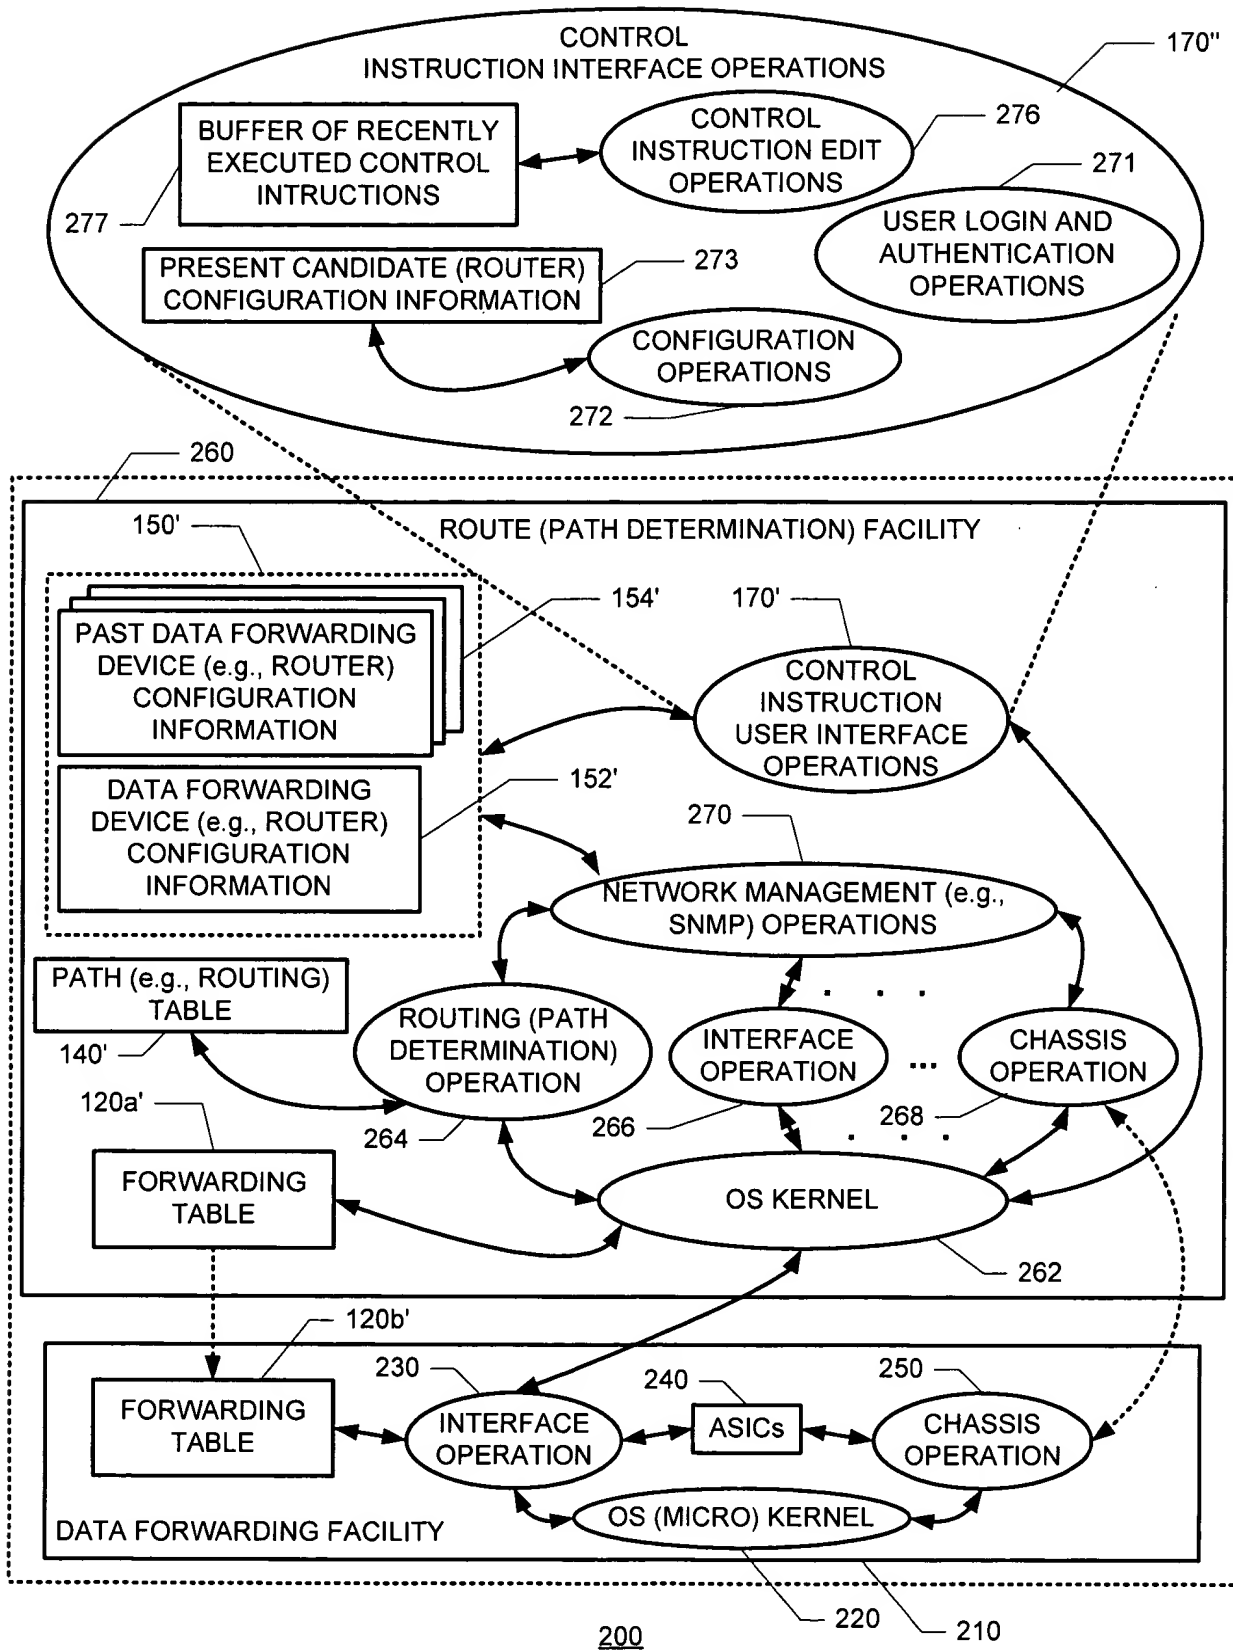 CONTROL
INSTRUCTION INTERFACE OPERATIONS
170"
BUFFER OF RECENTLY
EXECUTED CONTROL
INTRUCTIONS
277
CONTROL
INSTRUCTION EDIT
OPERATIONS
276
271
USER LOGIN AND
AUTHENTICATION
OPERATIONS
PRESENT CANDIDATE (ROUTER)
CONFIGURATION INFORMATION
273
CONFIGURATION
OPERATIONS
272
260
ROUTE (PATH DETERMINATION) FACILITY
150'
154'
PAST DATA FORWARDING
DEVICE (e.g., ROUTER)
CONFIGURATION
INFORMATION
170'
CONTROL
INSTRUCTION
USER INTERFACE
OPERATIONS
152'
DATA FORWARDING
DEVICE (e.g., ROUTER)
CONFIGURATION
INFORMATION
270
NETWORK MANAGEMENT (e.g.,
SNMP) OPERATIONS
PATH (e.g., ROUTING)
TABLE
140'
ROUTING (PATH
DETERMINATION)
OPERATION
264
. . .
INTERFACE
OPERATION
266
...
CHASSIS
OPERATION
268
. . .
120a'
FORWARDING
TABLE
OS KERNEL
262
120b'
FORWARDING
TABLE
230
INTERFACE
OPERATION
240
ASICs
250
CHASSIS
OPERATION
OS (MICRO) KERNEL
DATA FORWARDING FACILITY
220
210
200